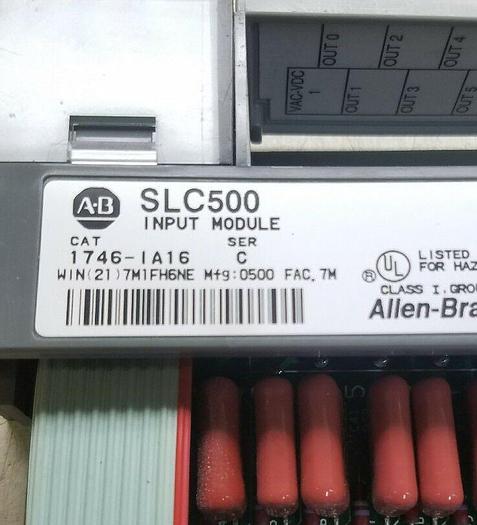 OUT 0
OUT 2
OUT 4
VAC-VDC
1
OUT 1
OUT 3
OUT 5
A·B
SLC500
INPUT MODULE
CAT SER
1746-IA16 C
WIN(21)7M1FH6NE Mfg:0500 FAC.7M
UL
®
LISTED
FOR HAZ
CLASS I, GROU
Allen-Bra